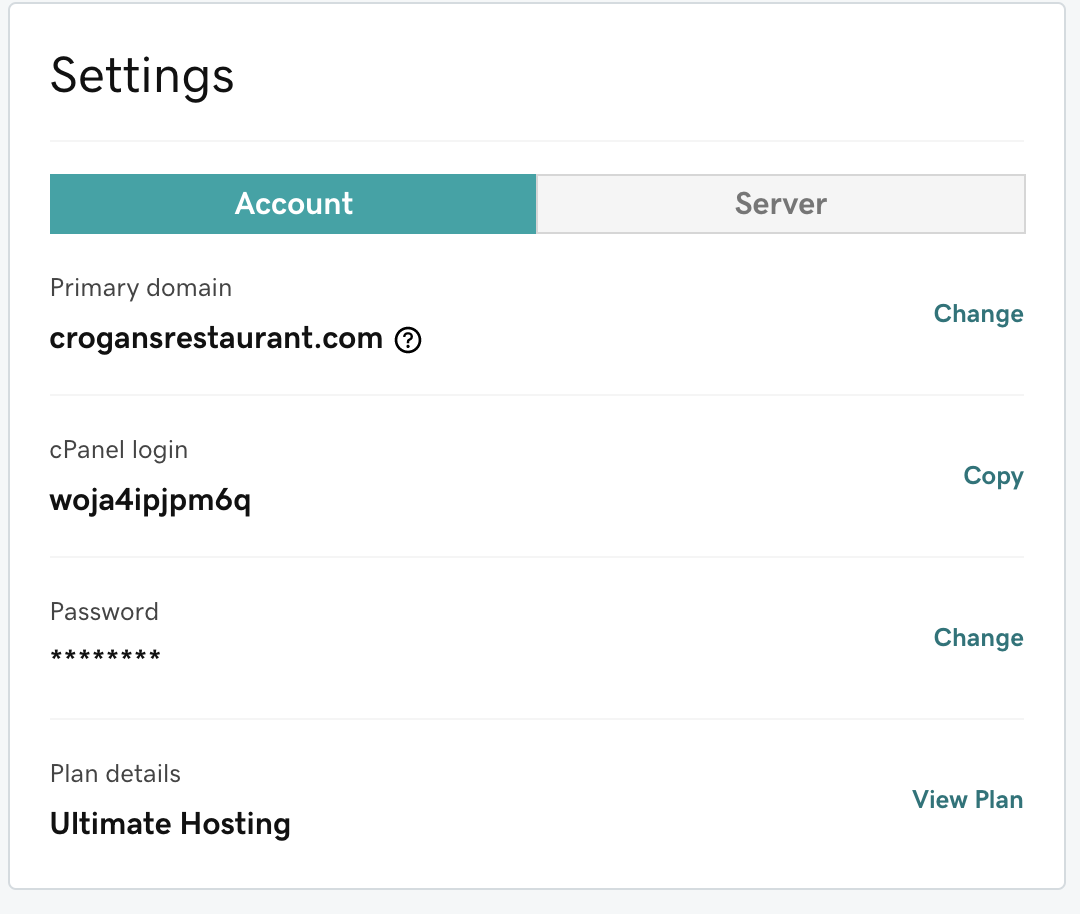 Settings
Account
Server
Primary domain
crogansrestaurant.com ?
Change
cPanel login
woja4ipjpm6q
Copy
Password
********
Change
Plan details
Ultimate Hosting
View Plan